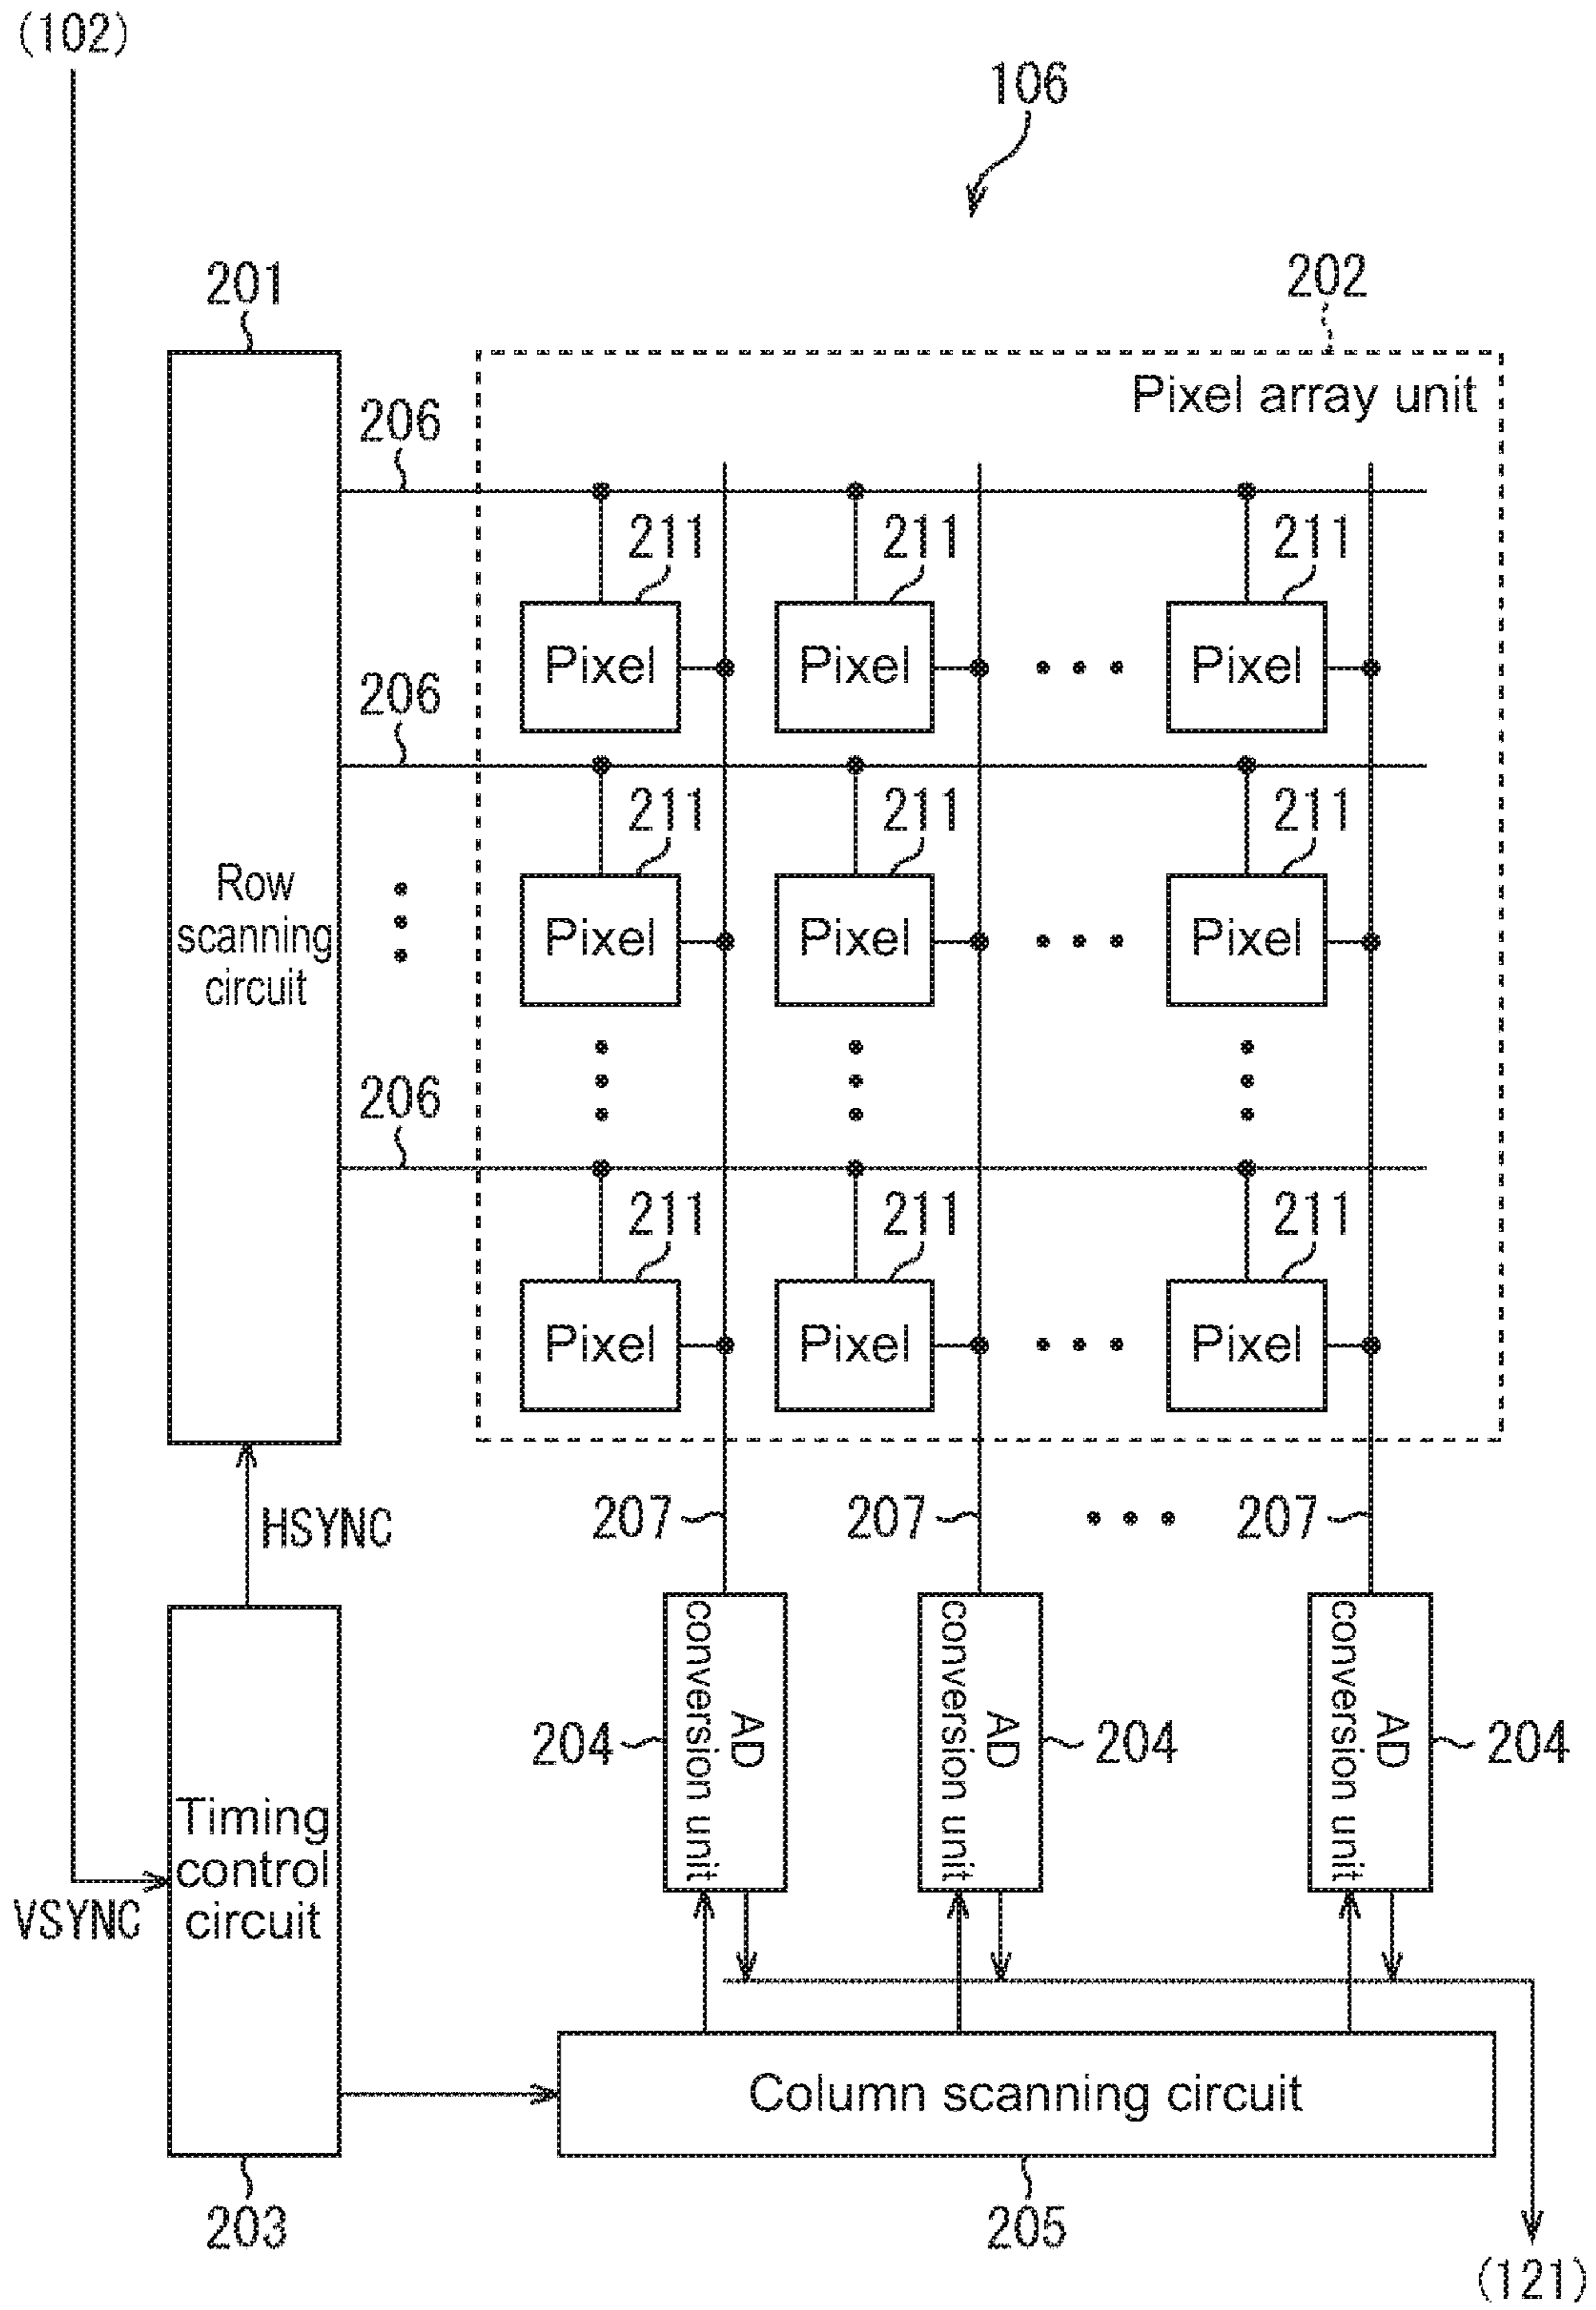 (102)
106
201
202
Pixel array unit
206
211 211 211
Pixel Pixel Pixel
206
211 211 211
Row
scanning
circuit
Pixel Pixel Pixel
206
211 211 211
Pixel Pixel Pixel
HSYNC
207 207 207
AD
conversion unit
AD
conversion unit
AD
conversion unit
204 204 204
Timing
control
circuit
VSYNC
Column scanning circuit
203
205
(121)